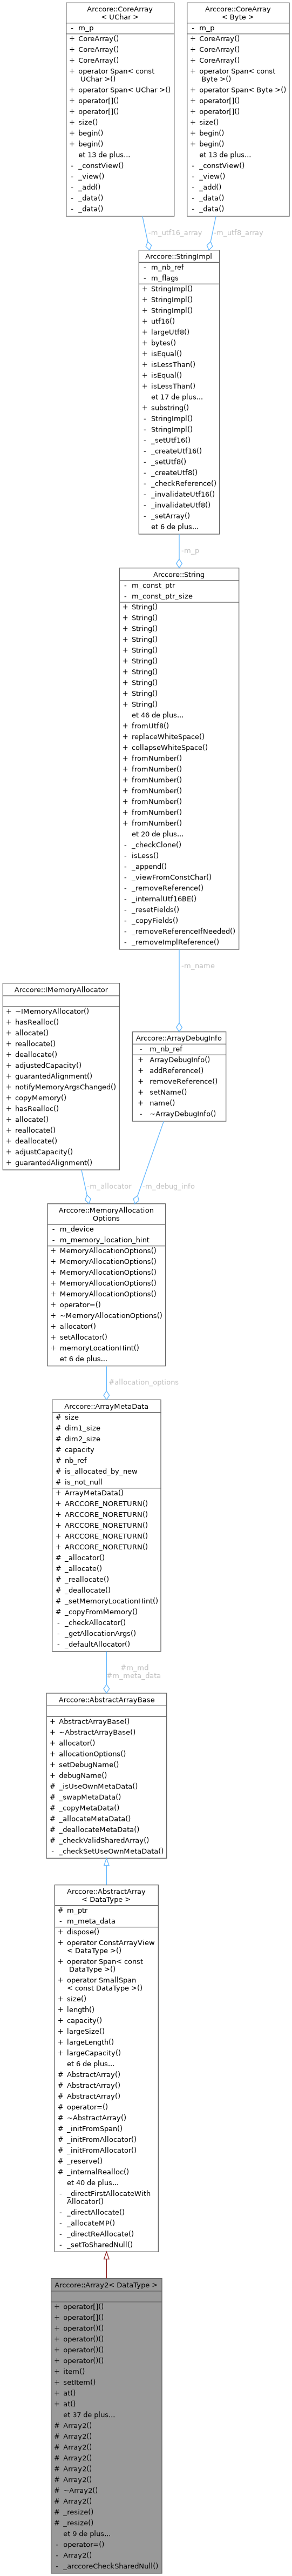 Arccore::CoreArray
< UChar >
- m_p
+ CoreArray()
+ CoreArray()
+ CoreArray()
+ operator Span< const
UChar >()
+ operator Span< UChar >()
+ operator[]()
+ operator[]()
+ size()
+ begin()
+ begin()
et 13 de plus...
- _constView()
- _view()
- _add()
- _data()
- _data()
Arccore::CoreArray
< Byte >
- m_p
+ CoreArray()
+ CoreArray()
+ CoreArray()
+ operator Span< const
Byte >()
+ operator Span< Byte >()
+ operator[]()
+ operator[]()
+ size()
+ begin()
+ begin()
et 13 de plus...
- _constView()
- _view()
- _add()
- _data()
- _data()
-m_utf16_array
-m_utf8_array
Arccore::StringImpl
- m_nb_ref
- m_flags
+ StringImpl()
+ StringImpl()
+ StringImpl()
+ utf16()
+ largeUtf8()
+ bytes()
+ isEqual()
+ isLessThan()
+ isEqual()
+ isLessThan()
et 17 de plus...
+ substring()
- StringImpl()
- StringImpl()
- _setUtf16()
- _createUtf16()
- _setUtf8()
- _createUtf8()
- _checkReference()
- _invalidateUtf16()
- _invalidateUtf8()
- _setArray()
et 6 de plus...
-m_p
Arccore::String
- m_const_ptr
- m_const_ptr_size
+ String()
+ String()
+ String()
+ String()
+ String()
+ String()
+ String()
+ String()
+ String()
+ String()
et 46 de plus...
+ fromUtf8()
+ replaceWhiteSpace()
+ collapseWhiteSpace()
+ fromNumber()
+ fromNumber()
+ fromNumber()
+ fromNumber()
+ fromNumber()
+ fromNumber()
+ fromNumber()
et 20 de plus...
- _checkClone()
- isLess()
- _append()
- _viewFromConstChar()
- _removeReference()
- _internalUtf16BE()
- _resetFields()
- _copyFields()
- _removeReferenceIfNeeded()
- _removeImplReference()
-m_name
Arccore::IMemoryAllocator
+ ~IMemoryAllocator()
+ hasRealloc()
+ allocate()
+ reallocate()
+ deallocate()
+ adjustedCapacity()
+ guarantedAlignment()
+ notifyMemoryArgsChanged()
+ copyMemory()
+ hasRealloc()
+ allocate()
+ reallocate()
+ deallocate()
+ adjustCapacity()
+ guarantedAlignment()
Arccore::ArrayDebugInfo
- m_nb_ref
+ ArrayDebugInfo()
+ addReference()
+ removeReference()
+ setName()
+ name()
- ~ArrayDebugInfo()
-m_allocator
-m_debug_info
Arccore::MemoryAllocation
Options
- m_device
- m_memory_location_hint
+ MemoryAllocationOptions()
+ MemoryAllocationOptions()
+ MemoryAllocationOptions()
+ MemoryAllocationOptions()
+ MemoryAllocationOptions()
+ operator=()
+ ~MemoryAllocationOptions()
+ allocator()
+ setAllocator()
+ memoryLocationHint()
et 6 de plus...
#allocation_options
Arccore::ArrayMetaData
# size
# dim1_size
# dim2_size
# capacity
# nb_ref
# is_allocated_by_new
# is_not_null
+ ArrayMetaData()
+ ARCCORE_NORETURN()
+ ARCCORE_NORETURN()
+ ARCCORE_NORETURN()
+ ARCCORE_NORETURN()
+ ARCCORE_NORETURN()
# _allocator()
# _allocate()
# _reallocate()
# _deallocate()
# _setMemoryLocationHint()
# _copyFromMemory()
- _checkAllocator()
- _getAllocationArgs()
- _defaultAllocator()
#m_md
#m_meta_data
Arccore::AbstractArrayBase
+ AbstractArrayBase()
+ ~AbstractArrayBase()
+ allocator()
+ allocationOptions()
+ setDebugName()
+ debugName()
# _isUseOwnMetaData()
# _swapMetaData()
# _copyMetaData()
# _allocateMetaData()
# _deallocateMetaData()
# _checkValidSharedArray()
- _checkSetUseOwnMetaData()
Arccore::AbstractArray
< DataType >
# m_ptr
- m_meta_data
+ dispose()
+ operator ConstArrayView
< DataType >()
+ operator Span< const
DataType >()
+ operator SmallSpan
< const DataType >()
+ size()
+ length()
+ capacity()
+ largeSize()
+ largeLength()
+ largeCapacity()
et 6 de plus...
# AbstractArray()
# AbstractArray()
# AbstractArray()
# operator=()
# ~AbstractArray()
# _initFromSpan()
# _initFromAllocator()
# _initFromAllocator()
# _reserve()
# _internalRealloc()
et 40 de plus...
- _directFirstAllocateWith
Allocator()
- _directAllocate()
- _allocateMP()
- _directReAllocate()
- _setToSharedNull()
Arccore::Array2< DataType >
+ operator[]()
+ operator[]()
+ operator()()
+ operator()()
+ operator()()
+ operator()()
+ item()
+ setItem()
+ at()
+ at()
et 37 de plus...
# Array2()
# Array2()
# Array2()
# Array2()
# Array2()
# Array2()
# ~Array2()
# Array2()
# _resize()
# _resize()
et 9 de plus...
- operator=()
- Array2()
- _arccoreCheckSharedNull()